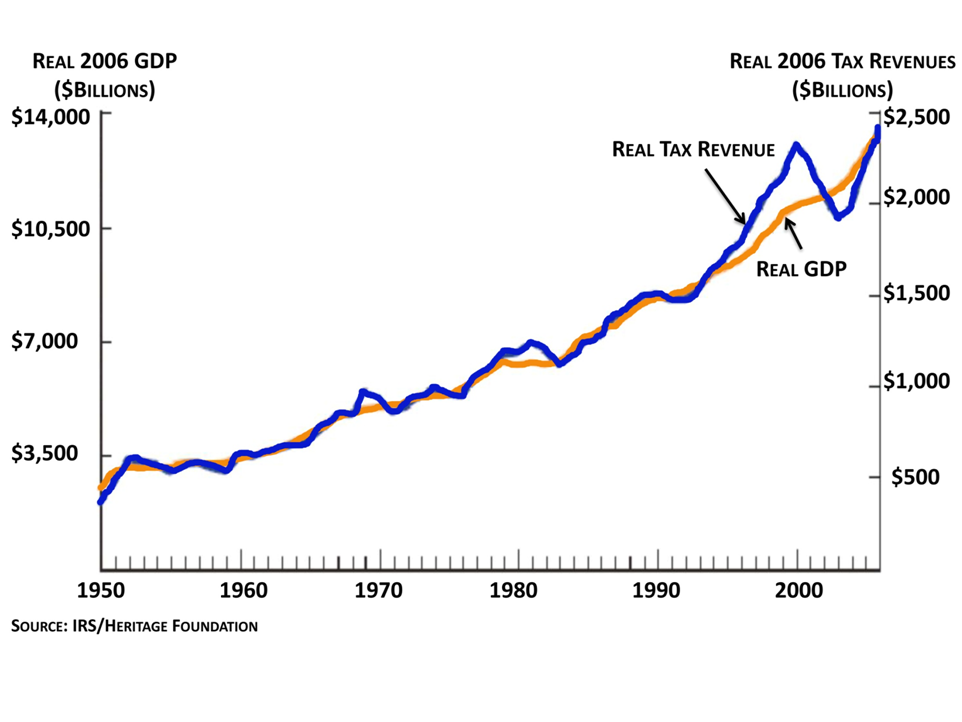 Real 2006 GDP
($Billions)
Real 2006 Tax Revenues
($Billions)
$14,000
$10,500
$7,000
$3,500
$2,500
$2,000
$1,500
$1,000
$500
Real Tax Revenue
Real GDP
1950 1960 1970 1980 1990 2000
Source: IRS/Heritage Foundation